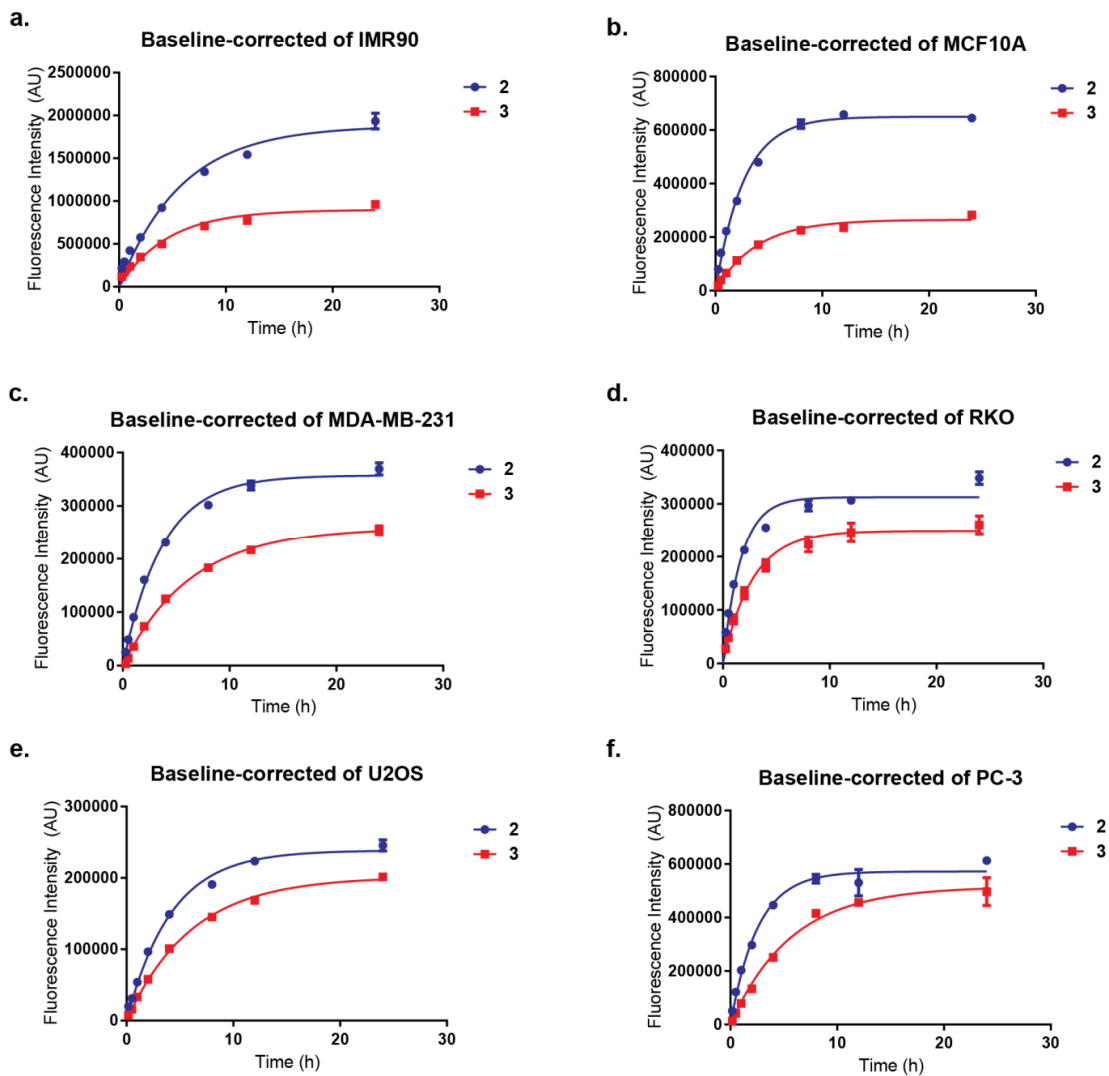 a.
Baseline-corrected of IMR90
Fluorescence Intensity (AU)
2500000
2000000
1500000
1000000
500000
0
0 10 20 30
Time (h)
2
3
b.
Baseline-corrected of MCF10A
Fluorescence Intensity (AU)
800000
600000
400000
200000
0
0 10 20 30
Time (h)
2
3
c.
Baseline-corrected of MDA-MB-231
Fluorescence Intensity (AU)
400000
300000
200000
100000
0
0 10 20 30
Time (h)
2
3
d.
Baseline-corrected of RKO
Fluorescence Intensity (AU)
400000
300000
200000
100000
0
0 10 20 30
Time (h)
2
3
e.
Baseline-corrected of U2OS
Fluorescence Intensity (AU)
300000
200000
100000
0
0 10 20 30
Time (h)
2
3
f.
Baseline-corrected of PC-3
Fluorescence Intensity (AU)
800000
600000
400000
200000
0
0 10 20 30
Time (h)
2
3